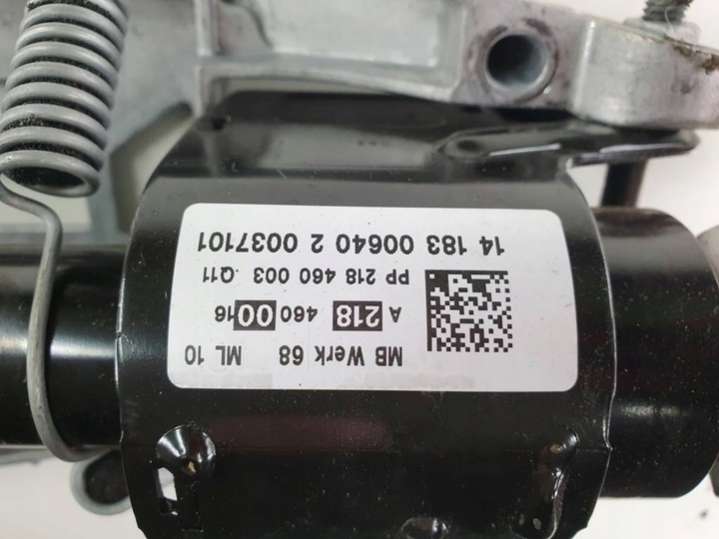 MB Werk 68 ML 10
A 218 460 00 16
PP 218 460 003 .Q11
14 183 00640 2 0037101